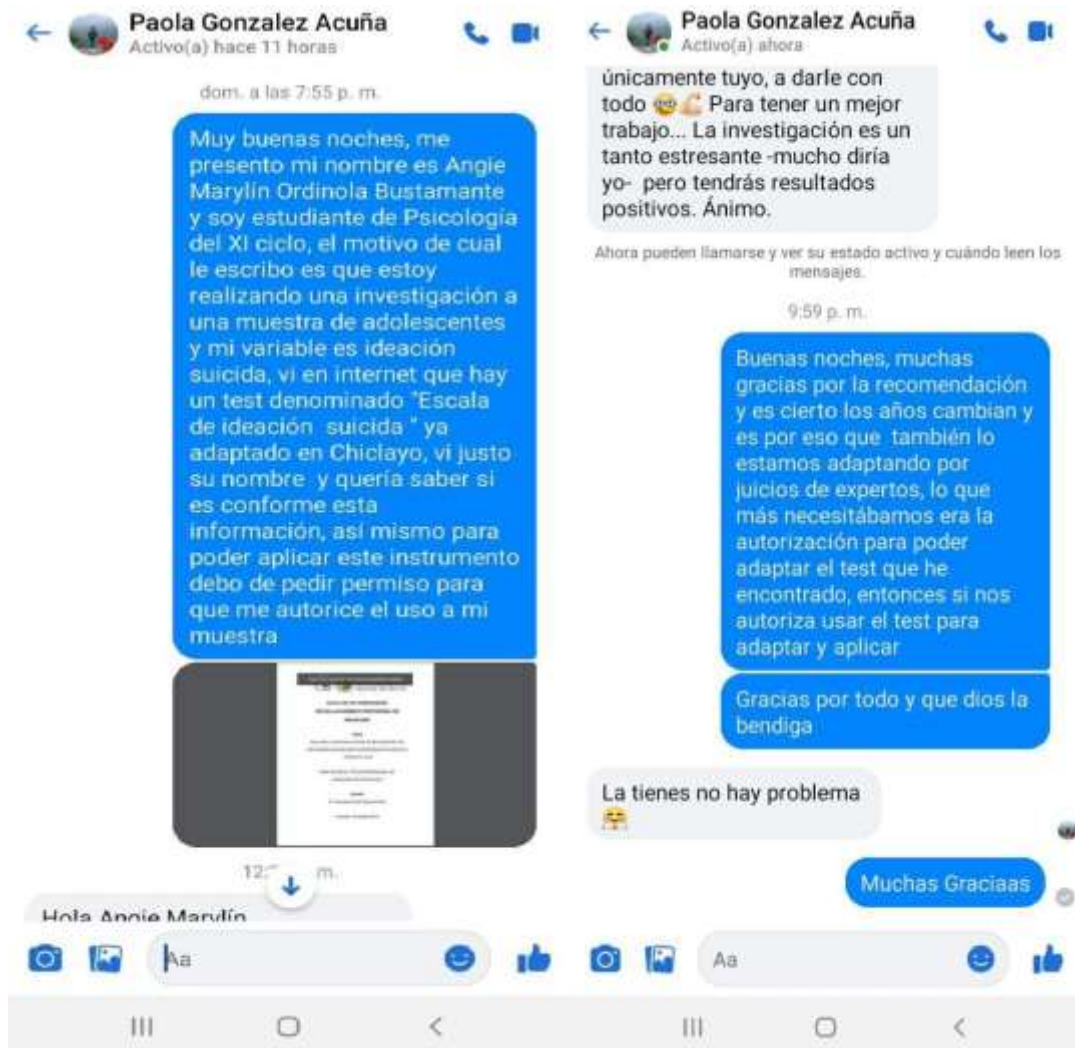 Paola Gonzalez Acuña
Activo(a) hace 11 horas
dom. a las 7:55 p. m.
Muy buenas noches, me
presento mi nombre es Angie
Marylin Ordinola Bustamante
y soy estudiante de Psicología
del XI ciclo, el motivo de cual
le escribo es que estoy
realizando una investigación a
una muestra de adolescentes
y mi variable es ideación
suicida, vi en internet que hay
un test denominado "Escala
de ideación suicida " ya
adaptado en Chiclayo, vi justo
su nombre y quería saber si
es conforme esta
información, así mismo para
poder aplicar este instrumento
debo de pedir permiso para
que me autorice el uso a mi
muestra
Hola Angie Marylín
Aa
Paola Gonzalez Acuña
Activo(a) ahora
únicamente tuyo, a darle con
todo 🤓💪 Para tener un mejor
trabajo... La investigación es un
tanto estresante -mucho diría
yo- pero tendrás resultados
positivos. Ánimo.
Ahora pueden llamarse y ver su estado activo y cuándo leen los
mensajes.
9:59 p. m.
Buenas noches, muchas
gracias por la recomendación
y es cierto los años cambian y
es por eso que también lo
estamos adaptando por
juicios de expertos, lo que
más necesitábamos era la
autorización para poder
adaptar el test que he
encontrado, entonces si nos
autoriza usar el test para
adaptar y aplicar
Gracias por todo y que dios la
bendiga
La tienes no hay problema
🤗
Muchas Graciaas
Aa